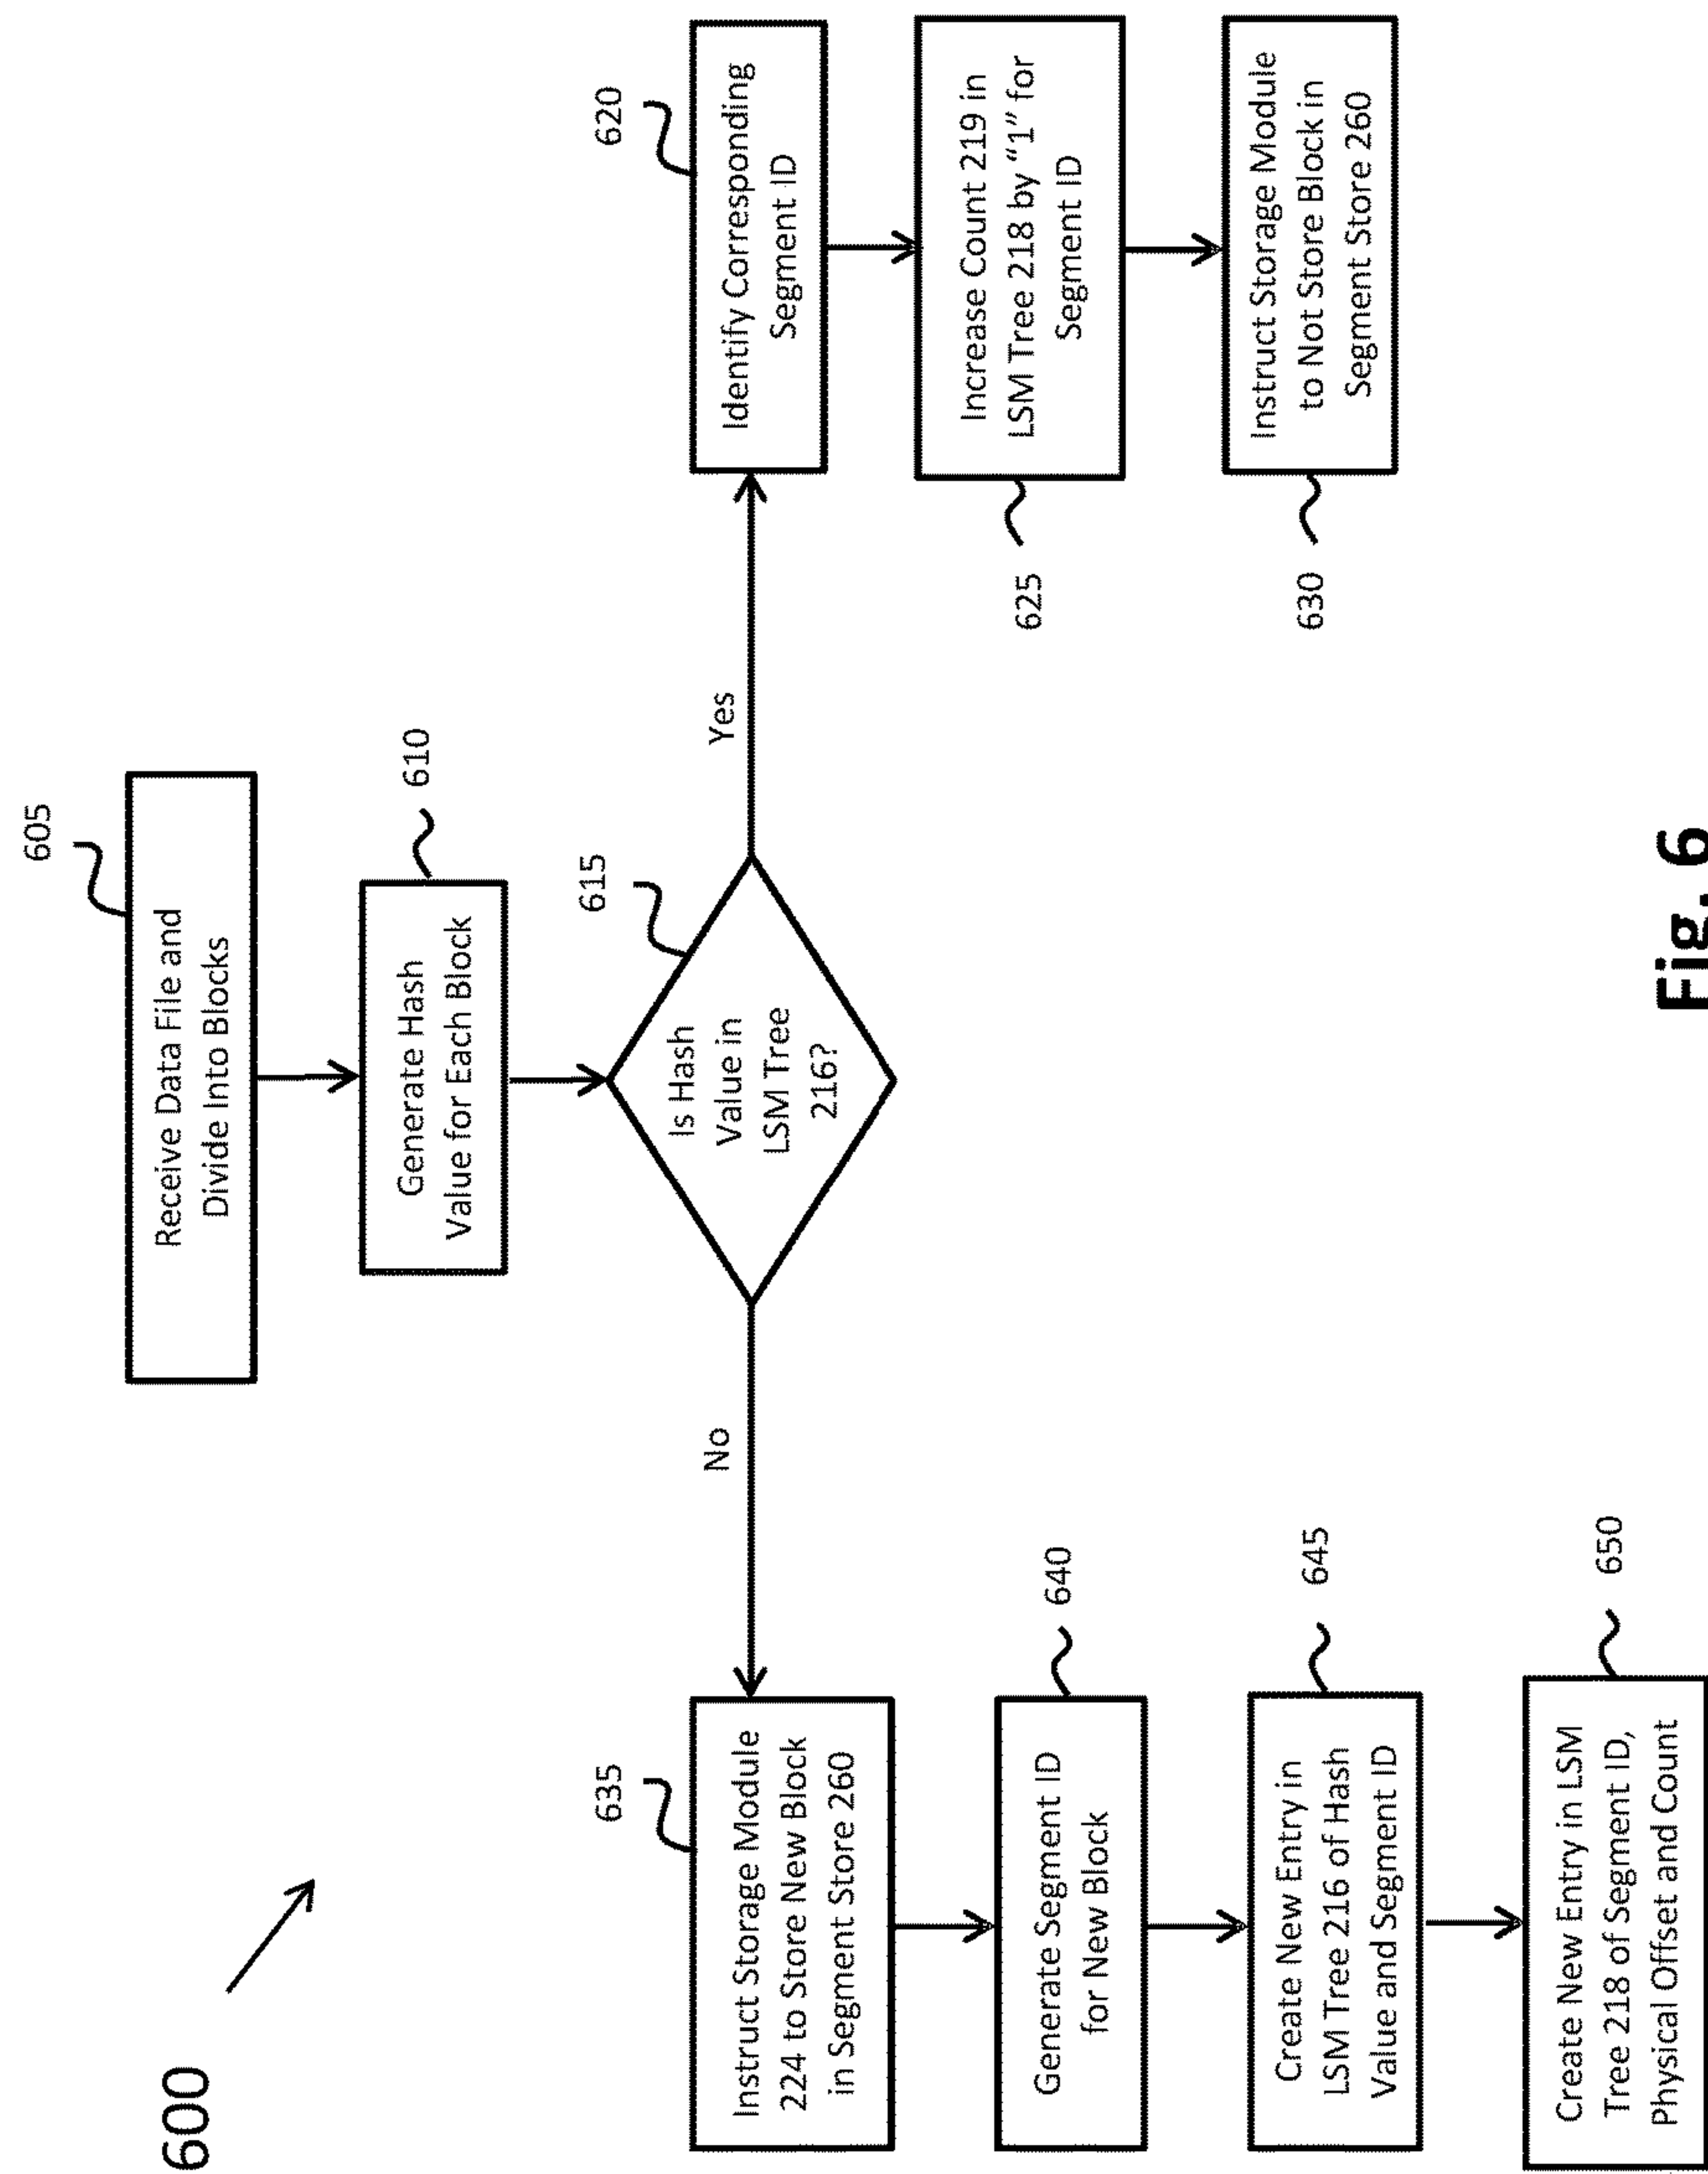 600
605
Receive Data File and
Divide Into Blocks
610
Generate Hash
Value for Each Block
615
Is Hash
Value in
LSM Tree
216?
No
Yes
635
Instruct Storage Module
224 to Store New Block
in Segment Store 260
640
Generate Segment ID
for New Block
645
Create New Entry in
LSM Tree 216 of Hash
Value and Segment ID
650
Create New Entry in LSM
Tree 218 of Segment ID,
Physical Offset and Count
620
Identify Corresponding
Segment ID
625
Increase Count 219 in
LSM Tree 218 by “1” for
Segment ID
630
Instruct Storage Module
to Not Store Block in
Segment Store 260
Fig. 6